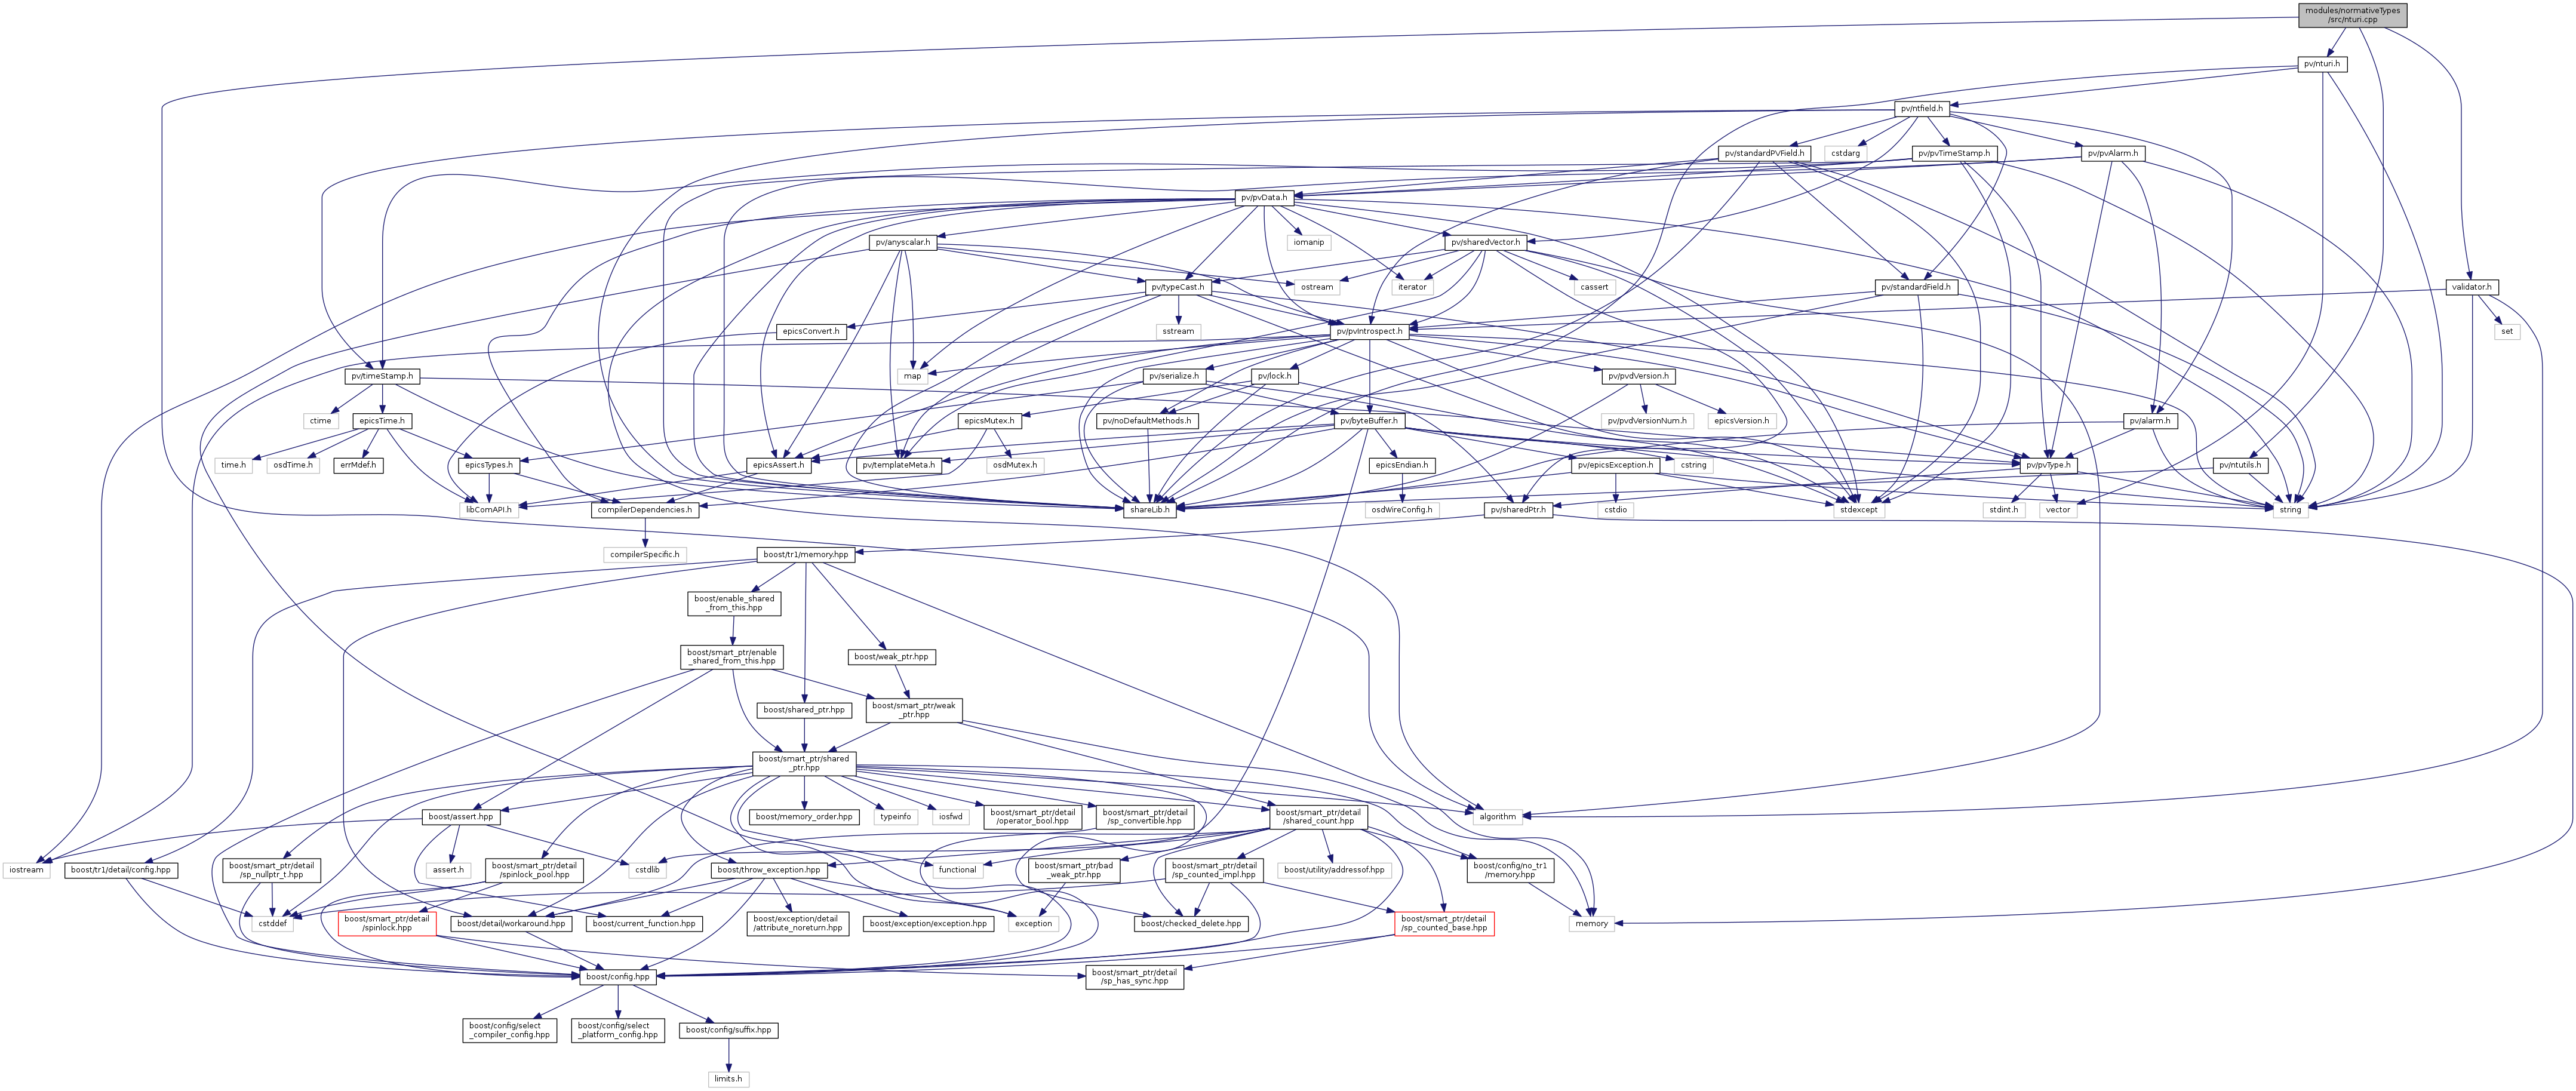 modules/normativeTypes
/src/nturi.cpp
pv/nturi.h
pv/ntfield.h
pv/standardPVField.h
cstdarg
pv/pvTimeStamp.h
pv/pvAlarm.h
pv/pvData.h
pv/anyscalar.h
iomanip
pv/sharedVector.h
pv/typeCast.h
ostream
iterator
cassert
pv/standardField.h
validator.h
epicsConvert.h
sstream
pv/pvIntrospect.h
set
pv/timeStamp.h
map
pv/serialize.h
pv/lock.h
pv/pvdVersion.h
ctime
epicsTime.h
epicsMutex.h
pv/noDefaultMethods.h
pv/byteBuffer.h
pv/pvdVersionNum.h
epicsVersion.h
pv/alarm.h
time.h
osdTime.h
errMdef.h
epicsTypes.h
epicsAssert.h
pv/templateMeta.h
osdMutex.h
epicsEndian.h
pv/epicsException.h
cstring
pv/pvType.h
pv/ntutils.h
libComAPI.h
compilerDependencies.h
shareLib.h
osdWireConfig.h
pv/sharedPtr.h
cstdio
stdexcept
stdint.h
vector
string
compilerSpecific.h
boost/tr1/memory.hpp
boost/enable_shared
_from_this.hpp
boost/smart_ptr/enable
_shared_from_this.hpp
boost/weak_ptr.hpp
boost/shared_ptr.hpp
boost/smart_ptr/weak
_ptr.hpp
boost/smart_ptr/shared
_ptr.hpp
boost/assert.hpp
boost/memory_order.hpp
typeinfo
iosfwd
boost/smart_ptr/detail
/operator_bool.hpp
boost/smart_ptr/detail
/sp_convertible.hpp
boost/smart_ptr/detail
/shared_count.hpp
algorithm
iostream
boost/tr1/detail/config.hpp
boost/smart_ptr/detail
/sp_nullptr_t.hpp
assert.h
boost/smart_ptr/detail
/spinlock_pool.hpp
cstdlib
boost/throw_exception.hpp
functional
boost/smart_ptr/bad
_weak_ptr.hpp
boost/smart_ptr/detail
/sp_counted_impl.hpp
boost/utility/addressof.hpp
boost/config/no_tr1
/memory.hpp
cstddef
boost/smart_ptr/detail
/spinlock.hpp
boost/detail/workaround.hpp
boost/current_function.hpp
boost/exception/detail
/attribute_noreturn.hpp
boost/exception/exception.hpp
exception
boost/checked_delete.hpp
boost/smart_ptr/detail
/sp_counted_base.hpp
memory
boost/config.hpp
boost/smart_ptr/detail
/sp_has_sync.hpp
boost/config/select
_compiler_config.hpp
boost/config/select
_platform_config.hpp
boost/config/suffix.hpp
limits.h